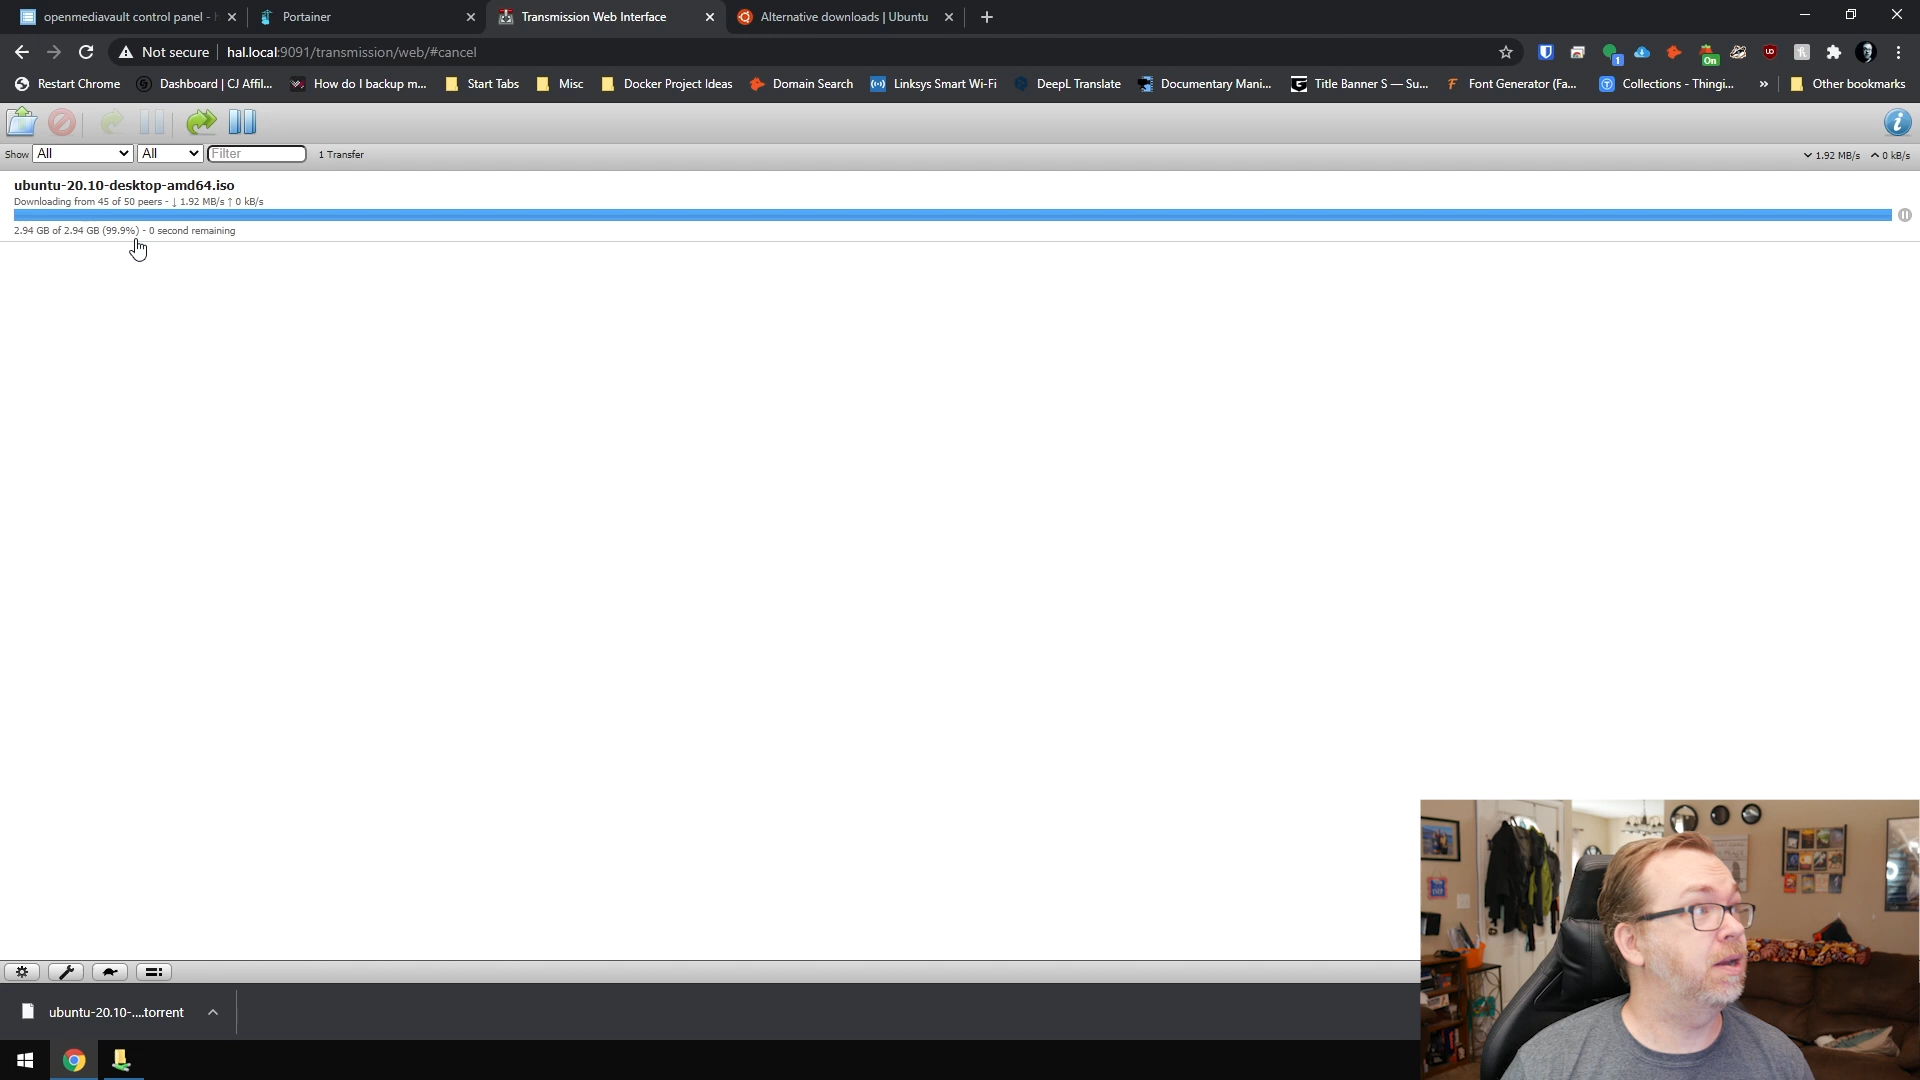 openmediavault control panel -
Portainer
Transmission Web Interface
Alternative downloads | Ubuntu
Not secure
hal.local:9091/transmission/web/#cancel
1
On
Restart Chrome
Dashboard | CJ Affil...
How do I backup m...
Start Tabs
Misc
Docker Project Ideas
Domain Search
Linksys Smart Wi-Fi
DeepL Translate
Documentary Mani...
Title Banner S — Su...
Font Generator (Fa...
Collections - Thingi...
»
Other bookmarks
Show
All
All
Filter
1 Transfer
1.92 MB/s
0 kB/s
ubuntu-20.10-desktop-amd64.iso
Downloading from 45 of 50 peers - ↓ 1.92 MB/s ↑ 0 kB/s
2.94 GB of 2.94 GB (99.9%) - 0 second remaining
ubuntu-20.10-....torrent